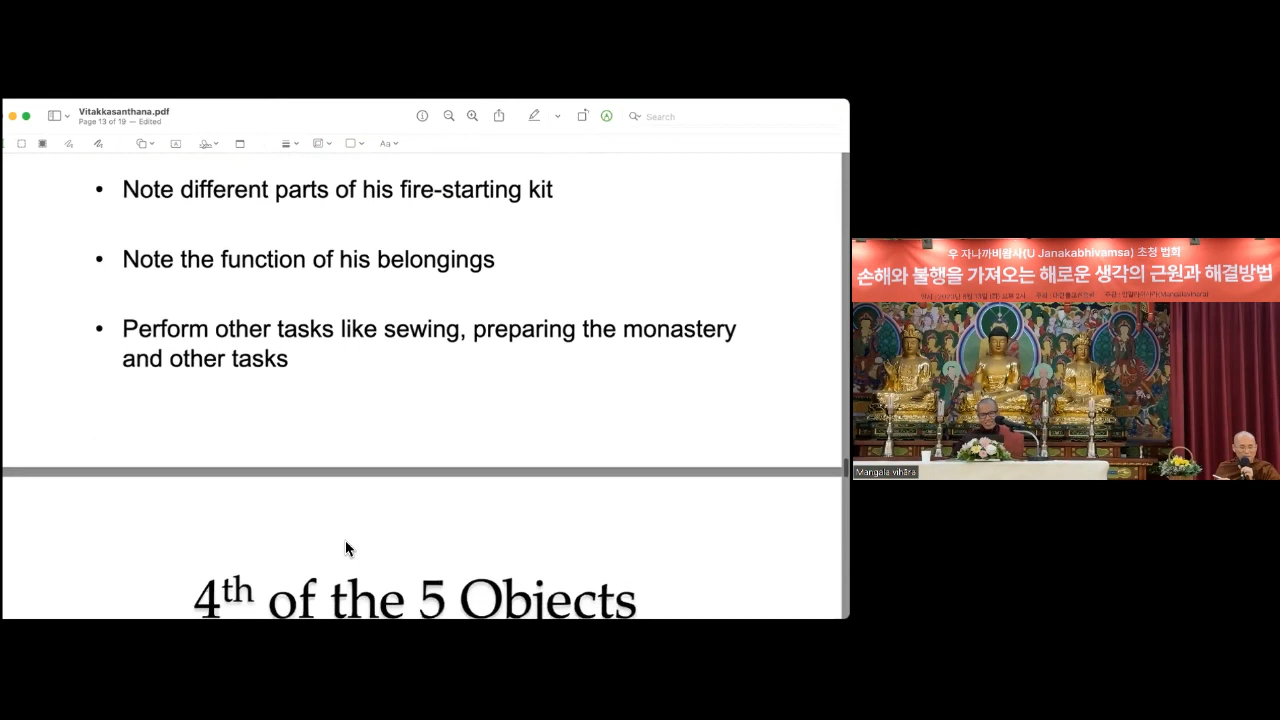 Vitakkasanthana.pdf
Page 13 of 19 — Edited
Search
Aa
• Note different parts of his fire-starting kit
• Note the function of his belongings
• Perform other tasks like sewing, preparing the monastery
and other tasks
4th of the 5 Objects
우 자나까비왐사(U Janakabhivamsa) 초청 법회
손해와 불행을 가져오는 해로운 생각의 근원과 해결방법
Mangala vihāra